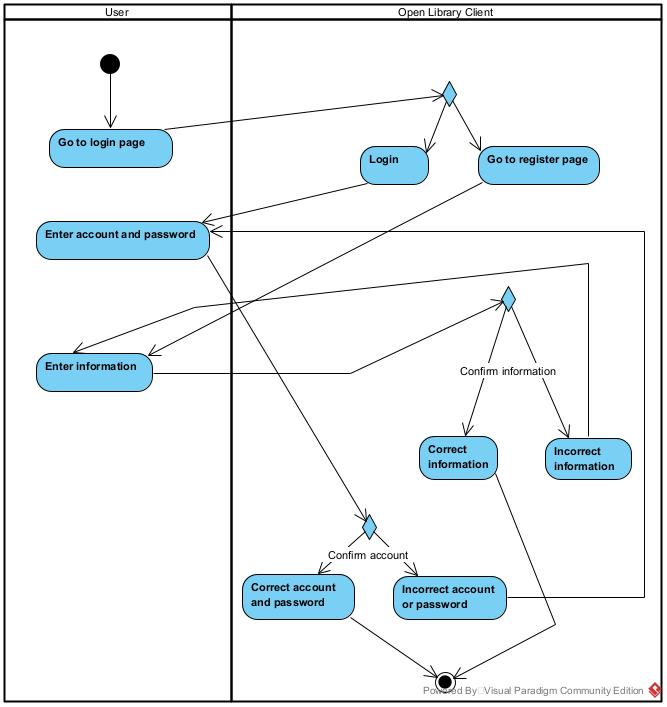 User
Open Library Client
Go to login page
Login
Go to register page
Enter account and password
Enter information
Confirm information
Correct
information
Incorrect
information
Confirm account
Correct account
and password
Incorrect account
or password
Powered By□Visual Paradigm Community Edition